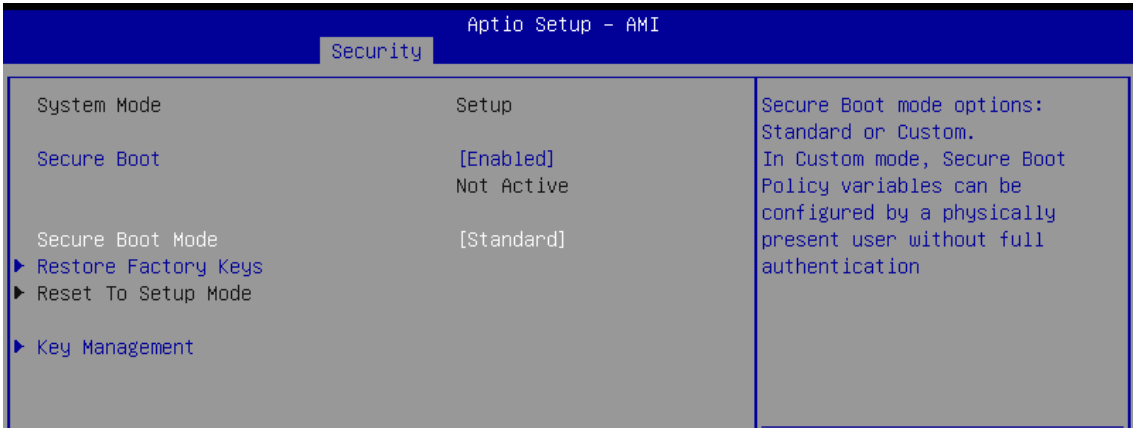 Aptio Setup – AMI
Security
System Mode Setup
Secure Boot [Enabled]
Not Active
Secure Boot Mode [Standard]
Restore Factory Keys
Reset To Setup Mode
Key Management
Secure Boot mode options:
Standard or Custom.
In Custom mode, Secure Boot
Policy variables can be
configured by a physically
present user without full
authentication